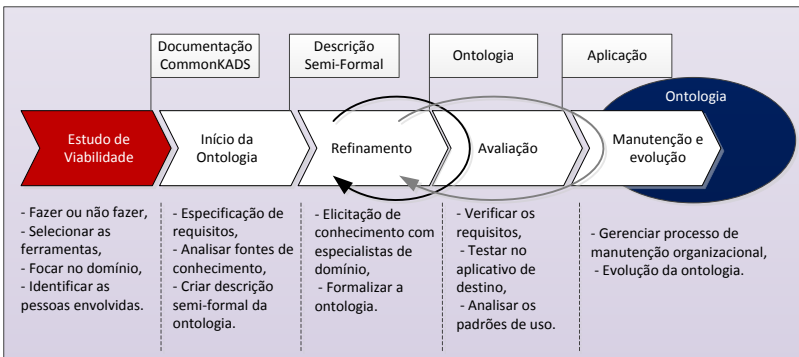 Documentação
CommonKADS
Descrição
Semi-Formal
Ontologia
Aplicação
Ontologia
Estudo de
Viabilidade
Início da
Ontologia
Refinamento
Avaliação
Manutenção e
evolução
- Fazer ou não fazer,
- Selecionar as
ferramentas,
- Focar no domínio,
- Identificar as
pessoas envolvidas.
- Especificação de
requisitos,
- Analisar fontes de
conhecimento,
- Criar descrição
semi-formal da
ontologia.
- Elicitação de
conhecimento com
especialistas de
domínio,
- Formalizar a
ontologia.
- Verificar os
requisitos,
- Testar no
aplicativo de
destino,
- Analisar os
padrões de uso.
- Gerenciar processo de
manutenção organizacional,
- Evolução da ontologia.